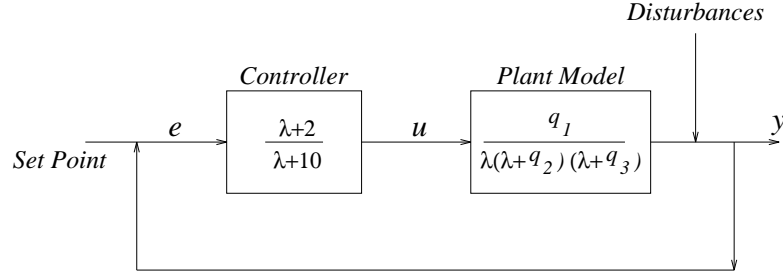 Disturbances
Controller
Plant Model
Set Point
e
λ+2
λ+10
u
q1
λ(λ+q2)(λ+q3)
y